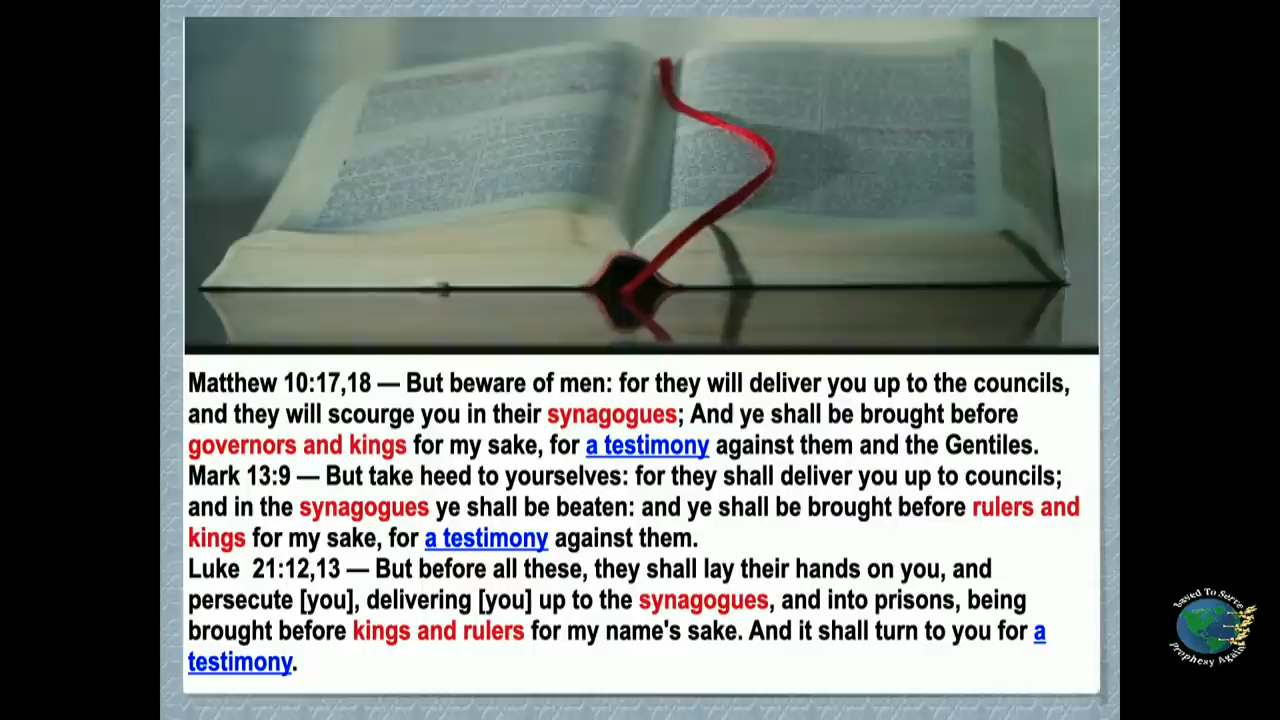 Matthew 10:17,18 — But beware of men: for they will deliver you up to the councils,
and they will scourge you in their synagogues; And ye shall be brought before
governors and kings for my sake, for a testimony against them and the Gentiles.
Mark 13:9 — But take heed to yourselves: for they shall deliver you up to councils;
and in the synagogues ye shall be beaten: and ye shall be brought before rulers and
kings for my sake, for a testimony against them.
Luke  21:12,13 — But before all these, they shall lay their hands on you, and
persecute [you], delivering [you] up to the synagogues, and into prisons, being
brought before kings and rulers for my name's sake. And it shall turn to you for a
testimony.
To Serve
Prophesy Again